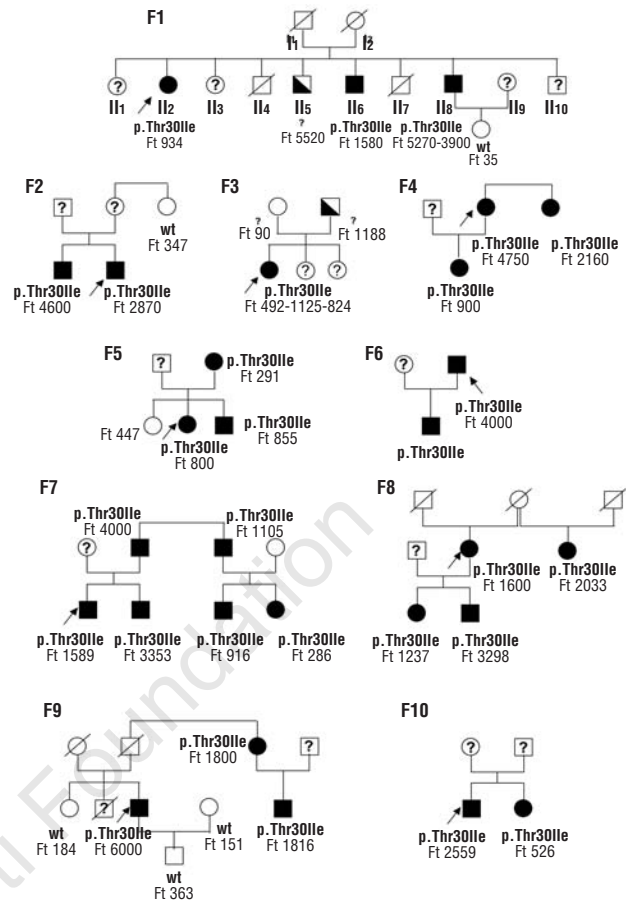 F1
I1 I2
? ? ?
II1 II2 II3 II4 II5 II6 II7 II8 II9 II10
p.Thr30Ile ? p.Thr30Ile p.Thr30Ile
Ft 934 Ft 5520 Ft 1580 Ft 5270-3900
wt
Ft 35
F2 F3 F4
? ?
wt
Ft 347
p.Thr30Ile p.Thr30Ile
Ft 4600 Ft 2870
? ?
Ft 90 Ft 1188
? ?
p.Thr30Ile
Ft 492-1125-824
?
p.Thr30Ile p.Thr30Ile
Ft 4750 Ft 2160
p.Thr30Ile
Ft 900
F5 F6
? p.Thr30Ile
Ft 291
Ft 447 p.Thr30Ile p.Thr30Ile
Ft 800 Ft 855
?
p.Thr30Ile
Ft 4000
p.Thr30Ile
F7 F8
p.Thr30Ile p.Thr30Ile
Ft 4000 Ft 1105
?
p.Thr30Ile p.Thr30Ile p.Thr30Ile p.Thr30Ile
Ft 1589 Ft 3353 Ft 916 Ft 286
?
p.Thr30Ile p.Thr30Ile
Ft 1600 Ft 2033
p.Thr30Ile p.Thr30Ile
Ft 1237 Ft 3298
F9 F10
p.Thr30Ile ?
Ft 1800
?
wt p.Thr30Ile wt p.Thr30Ile
Ft 184 Ft 6000 Ft 151 Ft 1816
wt
Ft 363
? ?
p.Thr30Ile p.Thr30Ile
Ft 2559 Ft 526
Foundation